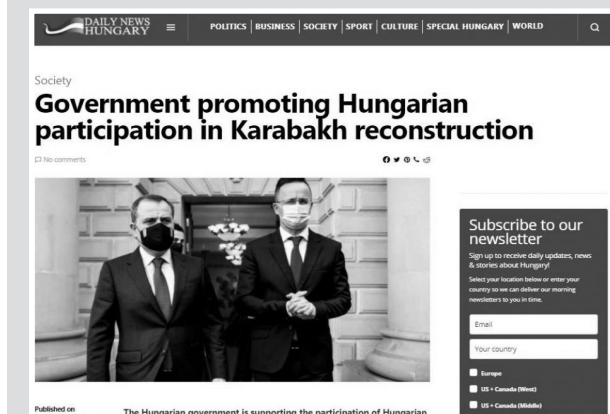 DAILY NEWS
HUNGARY
POLITICS | BUSINESS | SOCIETY | SPORT | CULTURE | SPECIAL HUNGARY | WORLD
Society
Government promoting Hungarian
participation in Karabakh reconstruction
No comments
Subscribe to our
newsletter
Sign up to receive daily updates, news
& stories about Hungary!
Select your location below or enter your
country so we can deliver our morning
newsletters to you in time.
Email
Your country
Europe
US + Canada (West)
US + Canada (Middle)
Published on
The Hungarian government is supporting the participation of Hungarian